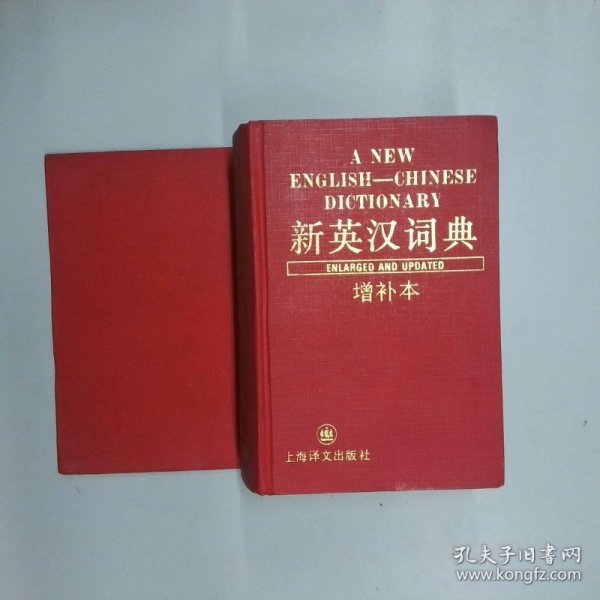 A NEW
ENGLISH—CHINESE
DICTIONARY
新英汉词典
ENLARGED AND UPDATED
增补本
上海译文出版社
孔夫子旧书网
www.kongfz.com